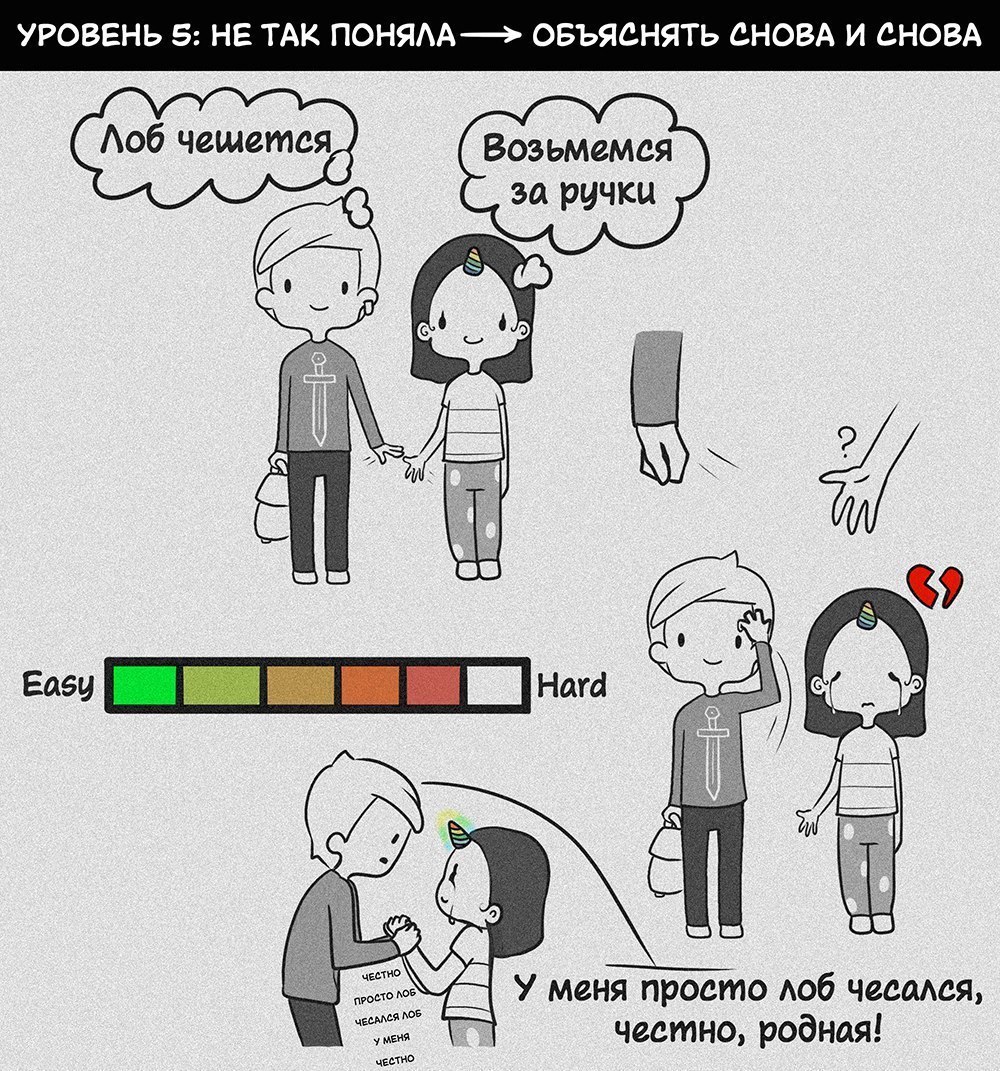 УРОВЕНЬ 5: НЕ ТАК ПОНЯЛА → ОБЪЯСНЯТЬ СНОВА И СНОВА
Лоб чешется
Возьмемся
за ручки
?
Easy
Hard
У меня просто лоб чесался,
честно, родная!
ЧЕСТНО
ПРОСТО ЛОБ
ЧЕСАЛСЯ ЛОБ
У МЕНЯ
ЧЕСТНО